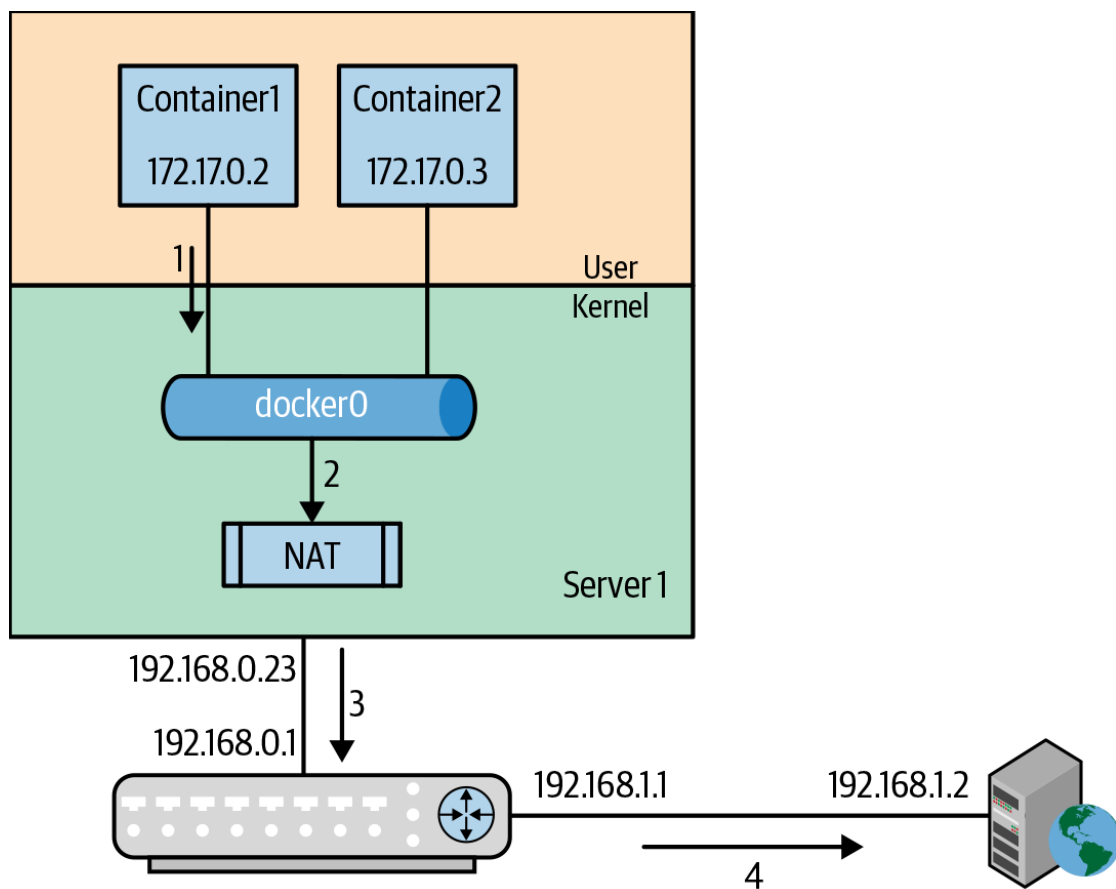 Container1
172.17.0.2
Container2
172.17.0.3
1
User
Kernel
docker0
2
NAT
Server 1
192.168.0.23
3
192.168.0.1
192.168.1.1
192.168.1.2
4